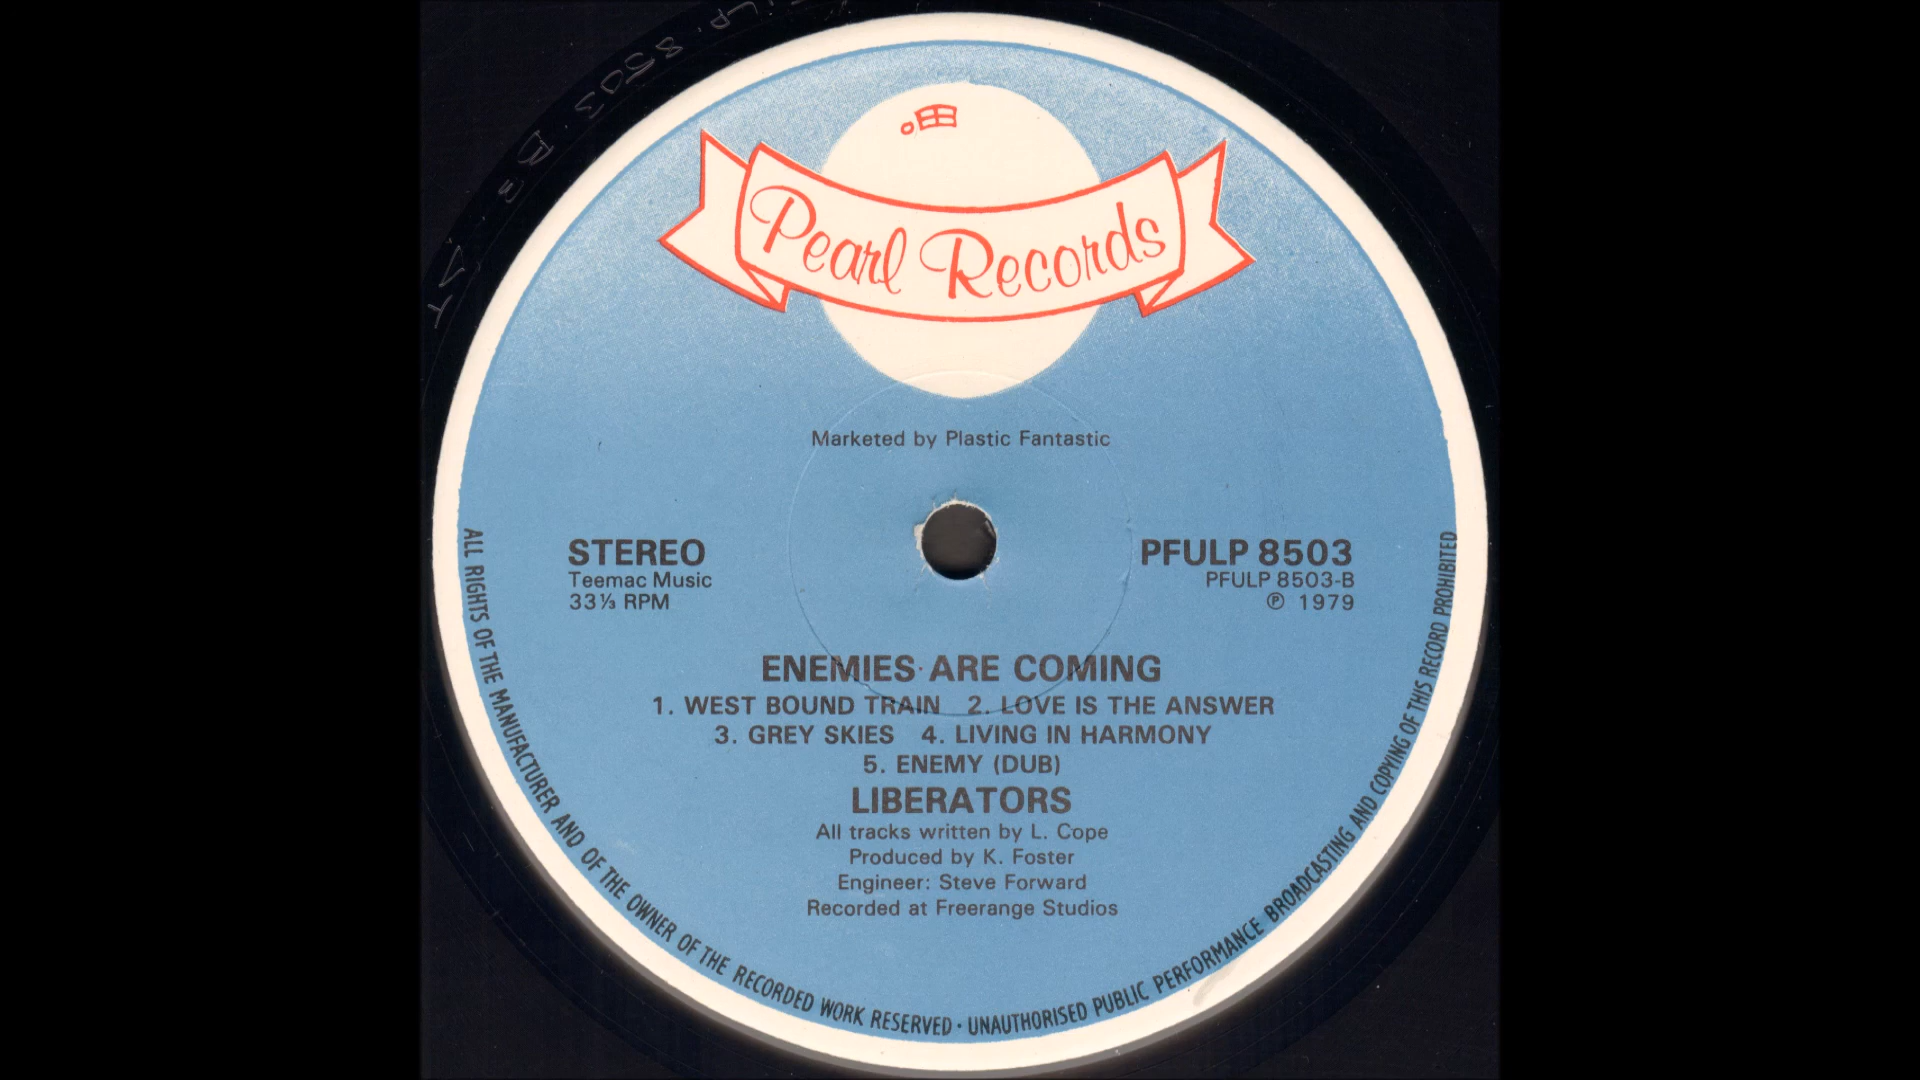 Pearl Records
Marketed by Plastic Fantastic
STEREO
Teemac Music
33⅓ RPM
PFULP 8503
PFULP 8503-B
℗ 1979
ENEMIES ARE COMING
1. WEST BOUND TRAIN 2. LOVE IS THE ANSWER
3. GREY SKIES 4. LIVING IN HARMONY
5. ENEMY (DUB)
LIBERATORS
All tracks written by L. Cope
Produced by K. Foster
Engineer: Steve Forward
Recorded at Freerange Studios
ALL RIGHTS OF THE MANUFACTURER AND OF THE OWNER OF THE RECORDED WORK RESERVED · UNAUTHORISED PUBLIC PERFORMANCE BROADCASTING AND COPYING OF THIS RECORD PROHIBITED